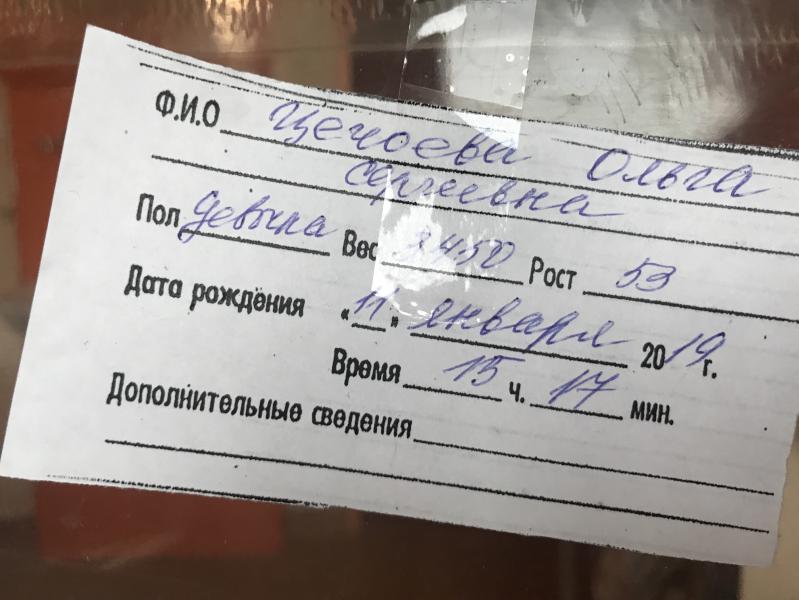 Ф.И.О Цечоева Ольга
Сергеевна
Пол девочка Вес 3450 Рост 53
Дата рождения «11» января 2019 г.
Время 15 ч. 17 мин.
Дополнительные сведения